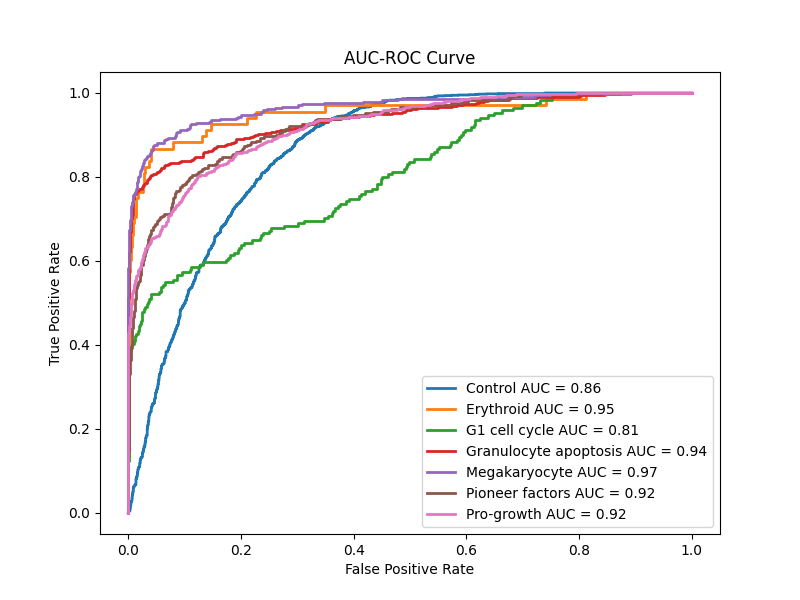 AUC-ROC Curve
True Positive Rate
1.0
0.8
0.6
0.4
0.2
0.0
Control AUC = 0.86
Erythroid AUC = 0.95
G1 cell cycle AUC = 0.81
Granulocyte apoptosis AUC = 0.94
Megakaryocyte AUC = 0.97
Pioneer factors AUC = 0.92
Pro-growth AUC = 0.92
0.0 0.2 0.4 0.6 0.8 1.0
False Positive Rate